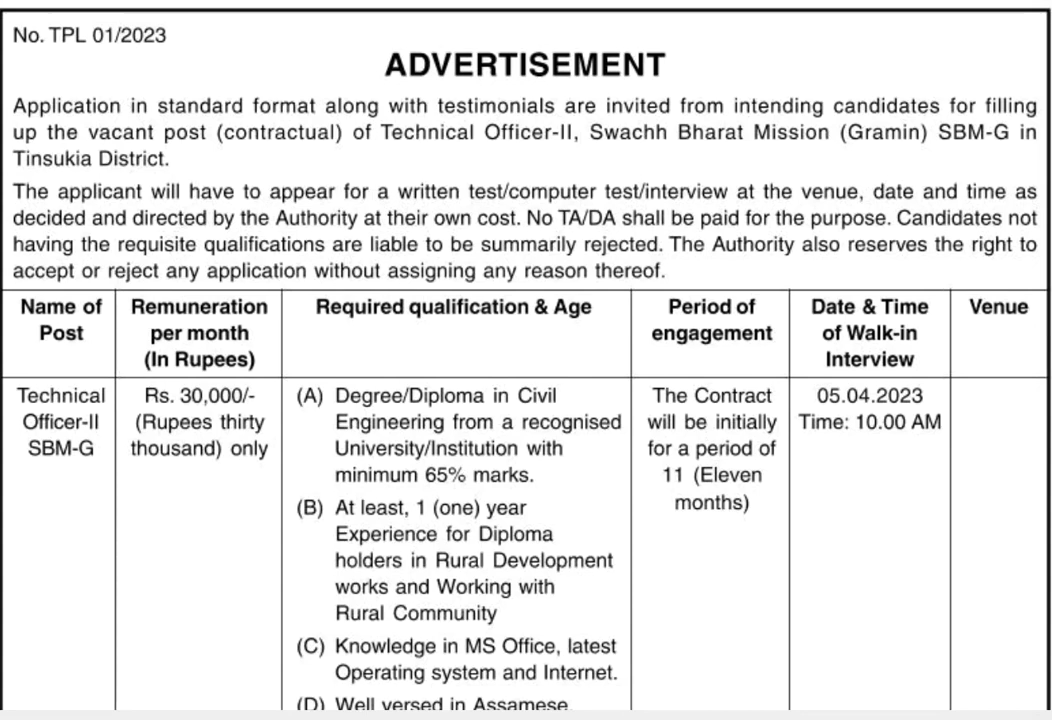 No. TPL 01/2023
ADVERTISEMENT
Application in standard format along with testimonials are invited from intending candidates for filling
up the vacant post (contractual) of Technical Officer-II, Swachh Bharat Mission (Gramin) SBM-G in
Tinsukia District.
The applicant will have to appear for a written test/computer test/interview at the venue, date and time as
decided and directed by the Authority at their own cost. No TA/DA shall be paid for the purpose. Candidates not
having the requisite qualifications are liable to be summarily rejected. The Authority also reserves the right to
accept or reject any application without assigning any reason thereof.
Name of
Post
Remuneration
per month
(In Rupees)
Required qualification & Age
Period of
engagement
Date & Time
of Walk-in
Interview
Venue
Technical
Officer-II
SBM-G
Rs. 30,000/-
(Rupees thirty
thousand) only
(A) Degree/Diploma in Civil
Engineering from a recognised
University/Institution with
minimum 65% marks.
(B) At least, 1 (one) year
Experience for Diploma
holders in Rural Development
works and Working with
Rural Community
(C) Knowledge in MS Office, latest
Operating system and Internet.
(D) Well versed in Assamese
The Contract
will be initially
for a period of
11 (Eleven
months)
05.04.2023
Time: 10.00 AM